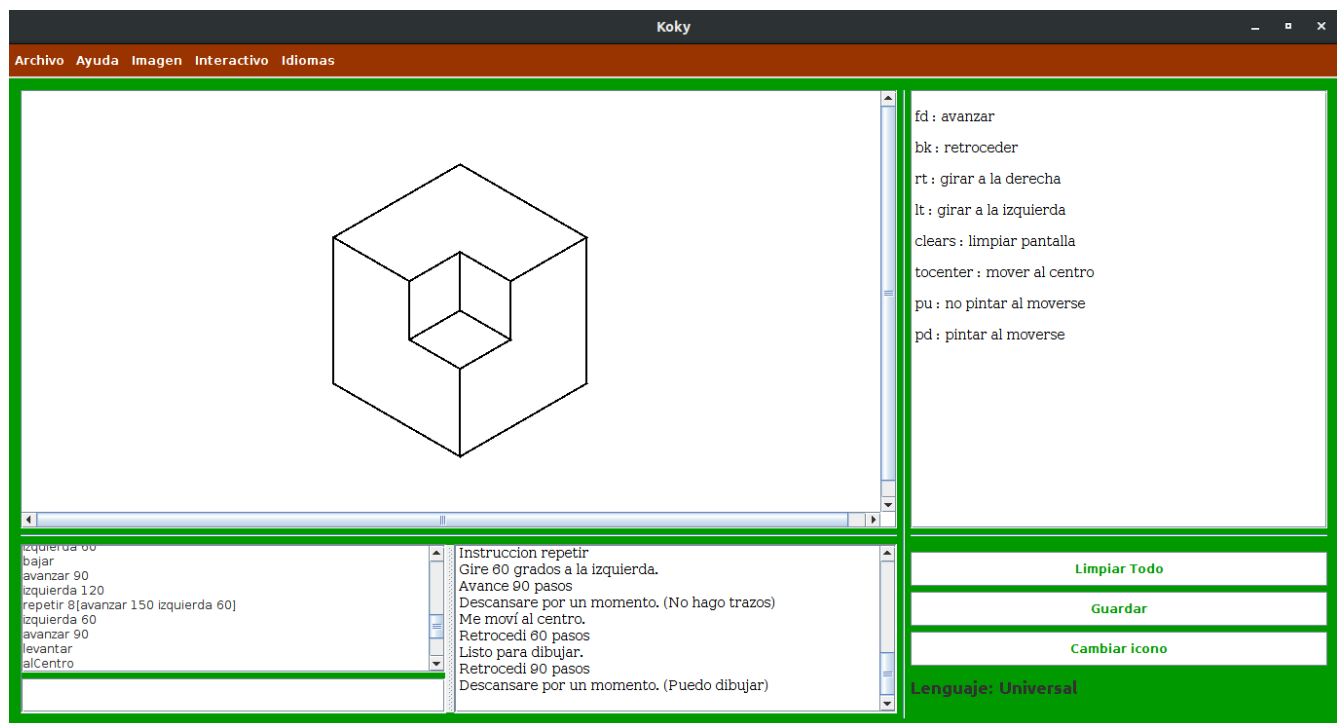 Koky
Archivo Ayuda Imagen Interactivo Idiomas
fd : avanzar
bk : retroceder
rt : girar a la derecha
lt : girar a la izquierda
clears : limpiar pantalla
tocenter : mover al centro
pu : no pintar al moverse
pd : pintar al moverse
izquierda 60
bajar
avanzar 90
izquierda 120
repetir 8[avanzar 150 izquierda 60]
izquierda 60
avanzar 90
levantar
alCentro
Instruccion repetir
Gire 60 grados a la izquierda.
Avance 90 pasos
Descansare por un momento. (No hago trazos)
Me moví al centro.
Retrocedi 60 pasos
Listo para dibujar.
Retrocedi 90 pasos
Descansare por un momento. (Puedo dibujar)
Limpiar Todo
Guardar
Cambiar icono
Lenguaje: Universal